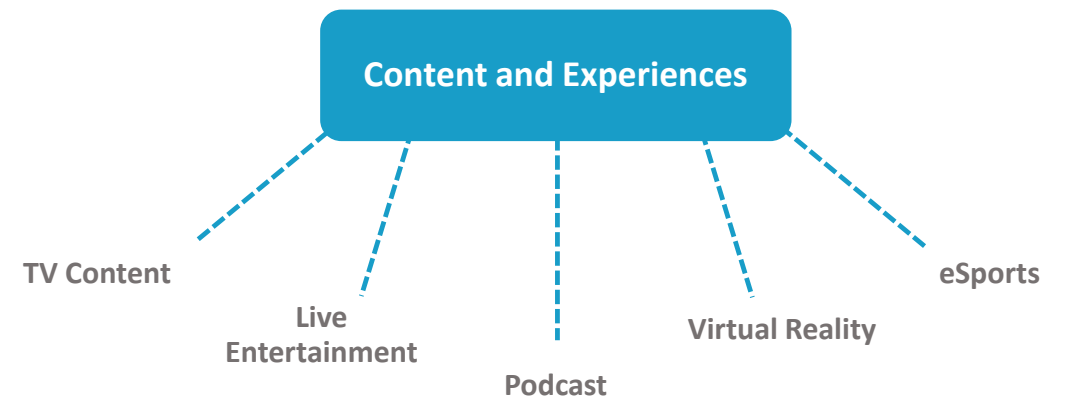 Content and Experiences
TV Content
eSports
Live
Entertainment
Virtual Reality
Podcast